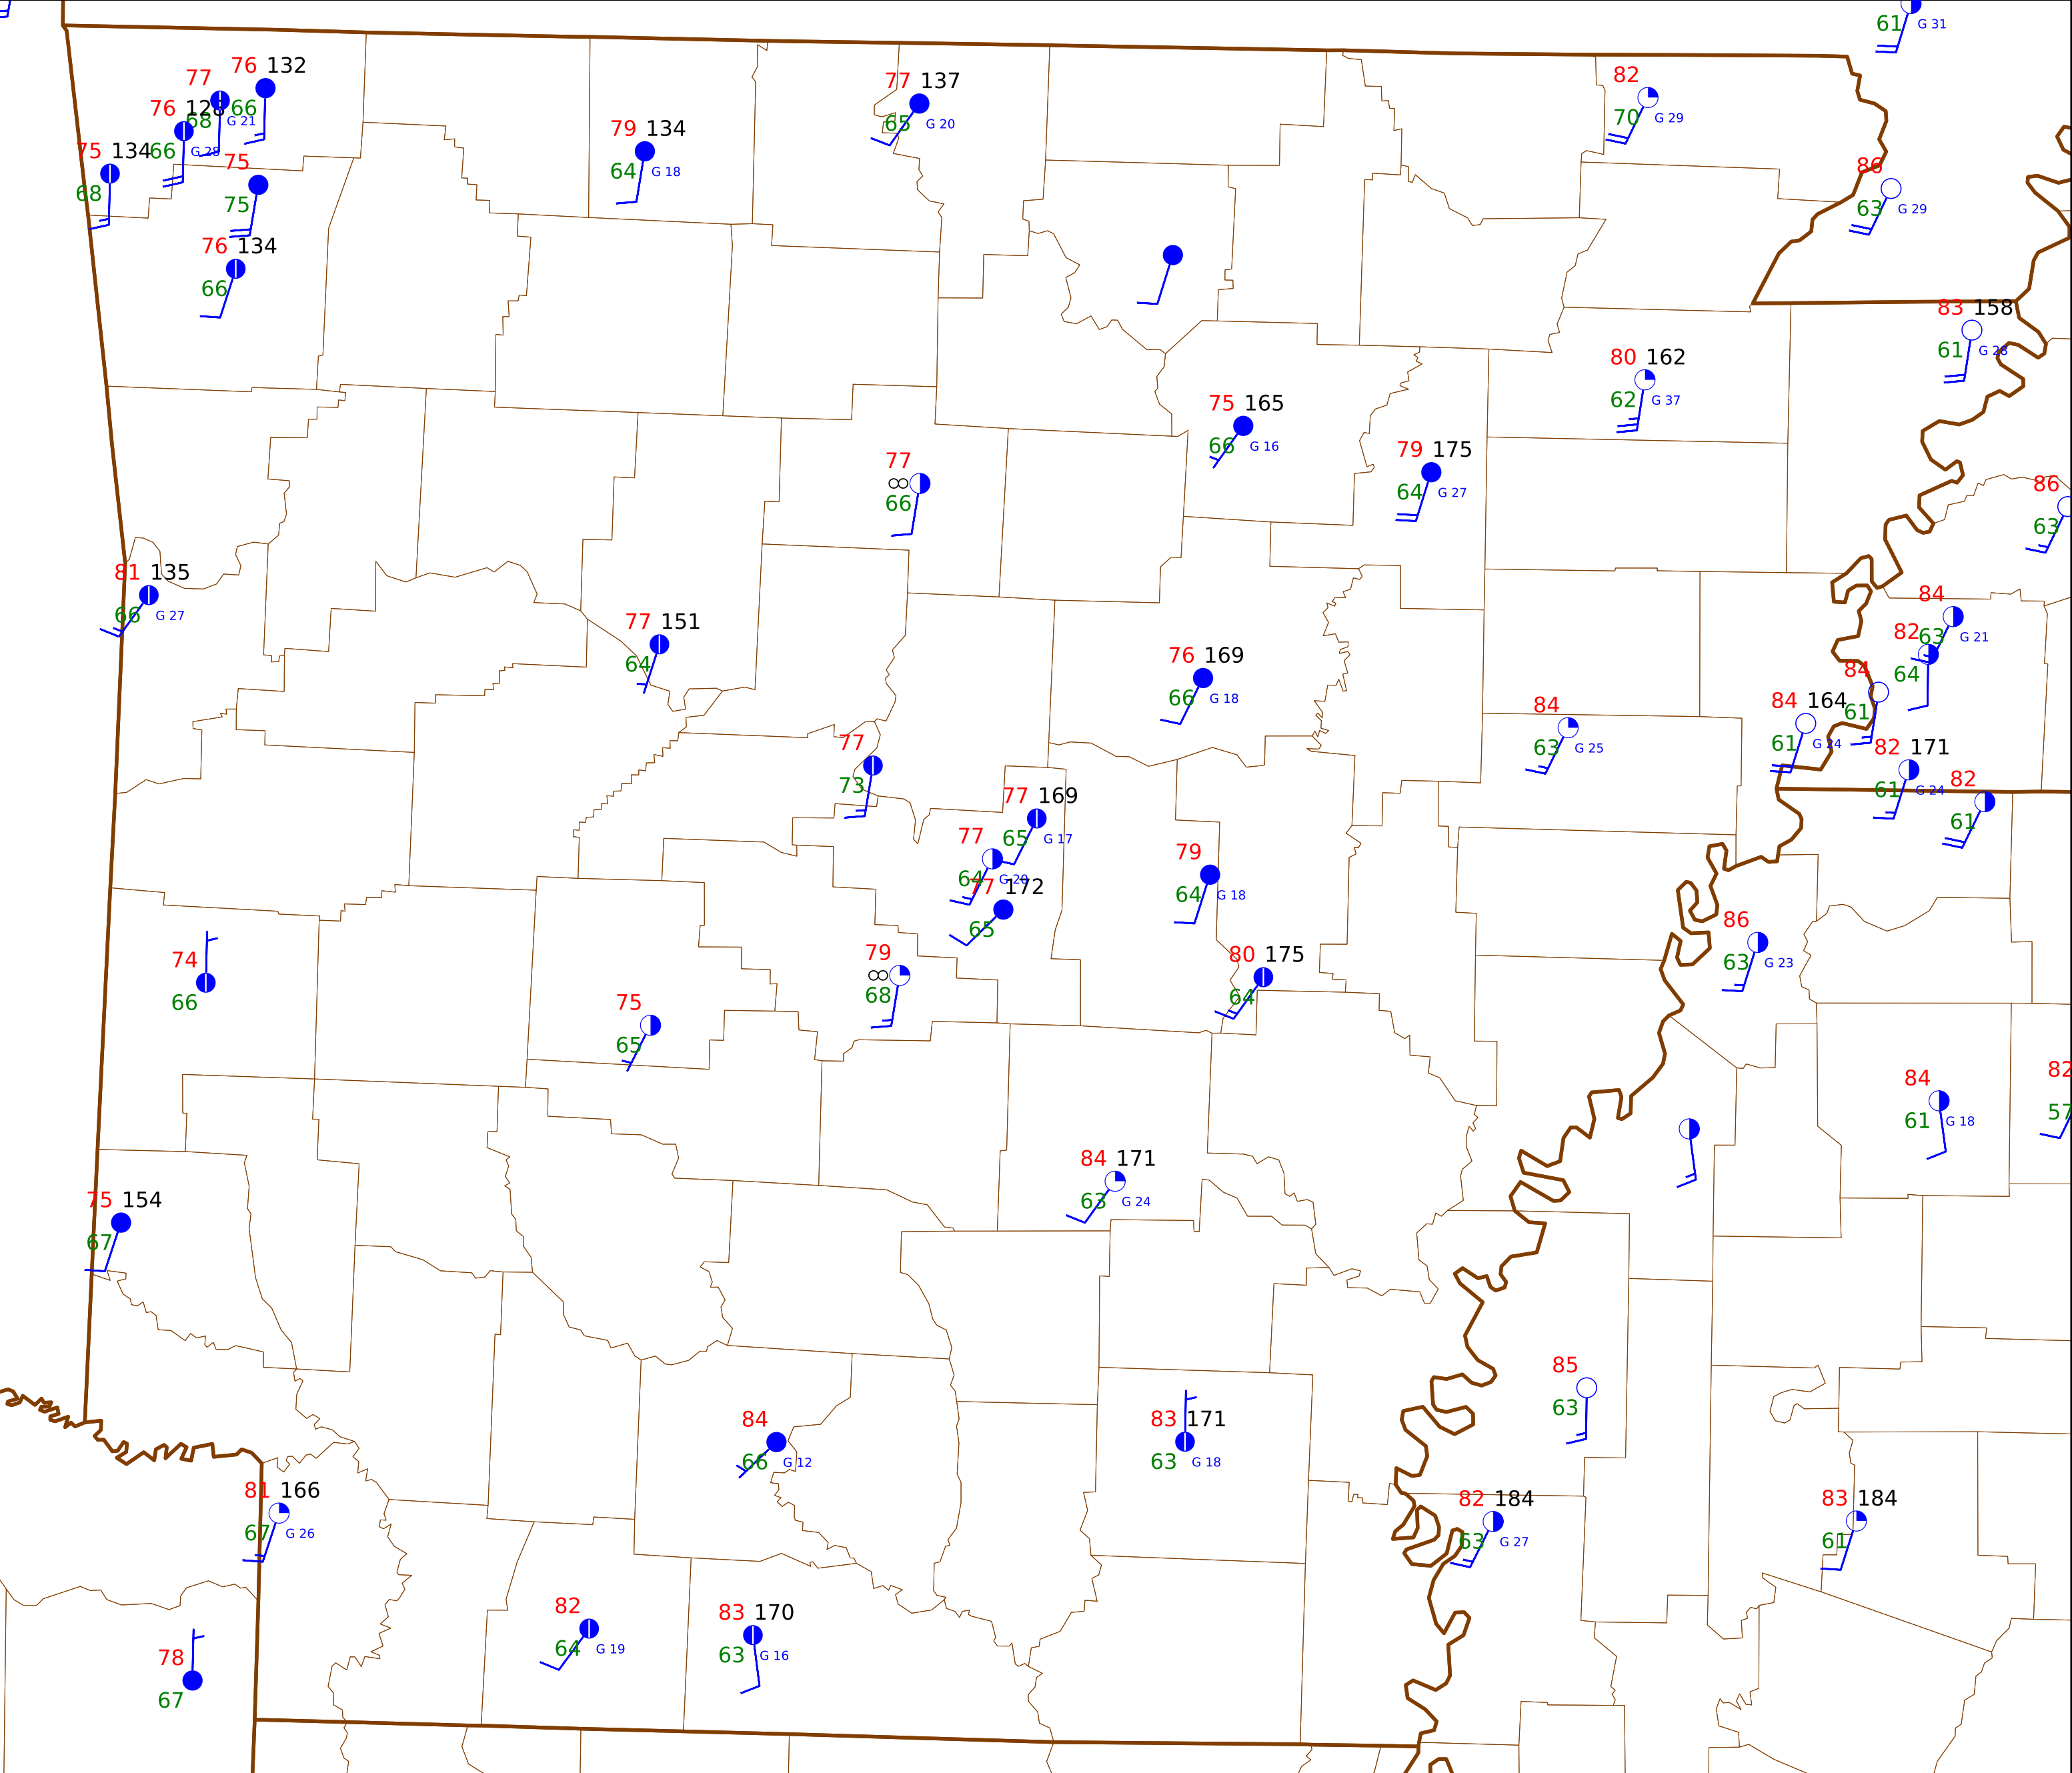 61 G 31
76 132
66
77
68 G 21
76 128
66 G 28
75 134
68
75
75
76 134
66
79 134
64 G 18
77 137
65 G 20
82
70 G 29
86
63 G 29
83 158
61 G 28
80 162
62 G 37
75 165
66 G 16
79 175
64 G 27
77
∞
66
86
63
81 135
66 G 27
77 151
64
76 169
66 G 18
84
63 G 21
82
64
84
61
84 164
61 G 24
84
63 G 25
82 171
61 G 24
82
61
77
73
77 169
65 G 17
77
64 G 20
77 172
65
79
64 G 18
86
63 G 23
74
66
79
∞
68
80 175
64
75
65
84
61 G 18
82
57
84 171
63 G 24
75 154
67
85
63
84
66 G 12
83 171
63 G 18
81 166
67 G 26
82 184
63 G 27
83 184
61
82
64 G 19
83 170
63 G 16
78
67